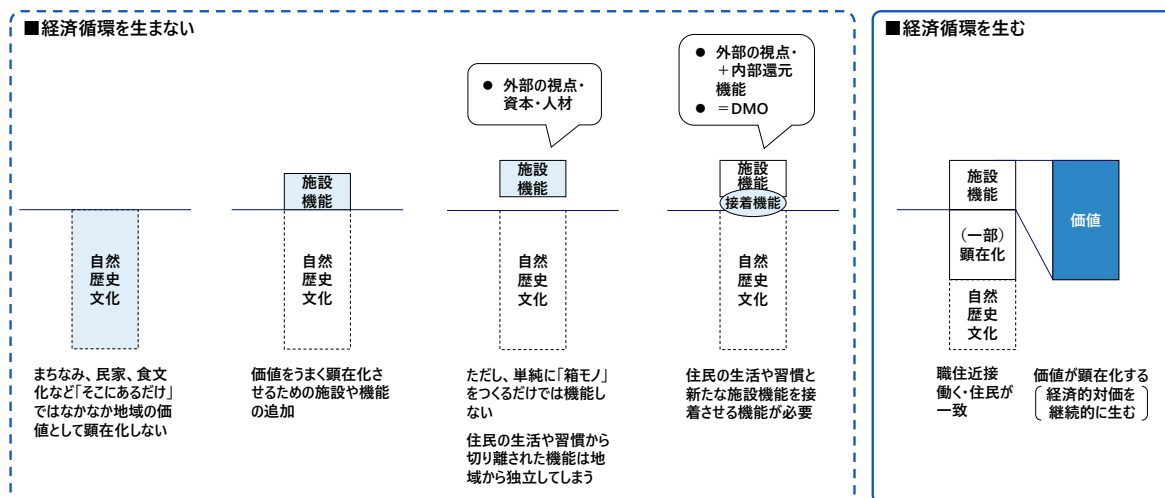 ■経済循環を生まない
● 外部の視点・
資本・人材
● 外部の視点・
＋内部還元
機能
● ＝DMO
施設
機能
施設
機能
施設
機能
接着機能
自然
歴史
文化
自然
歴史
文化
自然
歴史
文化
自然
歴史
文化
まちなみ、民家、食文
化など「そこにあるだけ」
ではなかなか地域の価
値として顕在化しない
価値をうまく顕在化さ
せるための施設や機能
の追加
ただし、単純に「箱モノ」
をつくるだけでは機能し
ない
住民の生活や習慣から
切り離された機能は地
域から独立してしまう
住民の生活や習慣と
新たな施設機能を接
着させる機能が必要
■経済循環を生む
施設
機能
（一部）
顕在化
自然
歴史
文化
価値
職住近接
働く・住民が
一致
価値が顕在化する
経済的対価を
継続的に生む